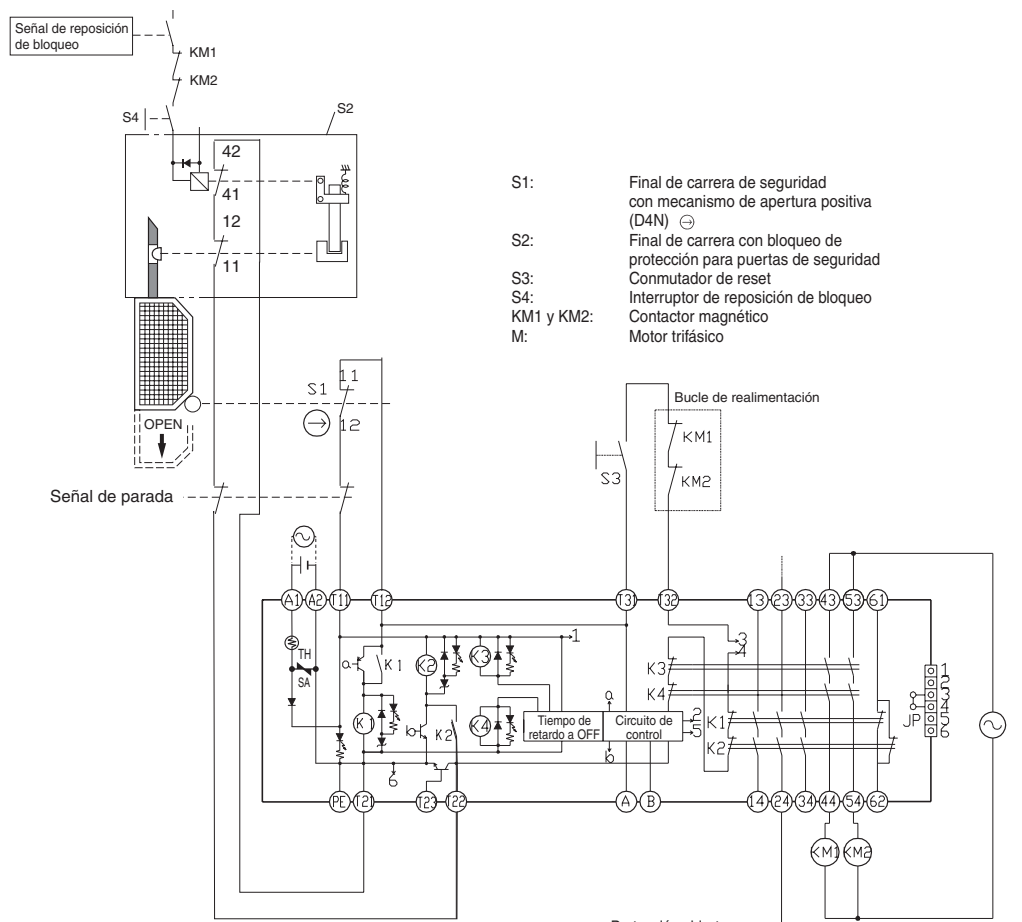 Señal de reposición
de bloqueo
KM1
KM2
S4
S2
42
41
12
11
OPEN
S1:
Final de carrera de seguridad
con mecanismo de apertura positiva
(D4N)
S2:
Final de carrera con bloqueo de
protección para puertas de seguridad
S3:
Conmutador de reset
S4:
Interruptor de reposición de bloqueo
KM1 y KM2:
Contactor magnético
M:
Motor trifásico
S1
11
12
Señal de parada
Bucle de realimentación
S3
KM1
KM2
A1 A2 T11 T12 T31 T32 13 23 33 43 53 61
TH
SA
a
K1
K1
K2
K3
K4
b
K2
1
6
Tiempo de
retardo a OFF
Circuito de
control
a
b
2
5
3
4
K3
K4
K1
K2
JP
1
2
3
4
5
6
PE T21 T23 T22 A B 14 24 34 44 54 62
KM1 KM2